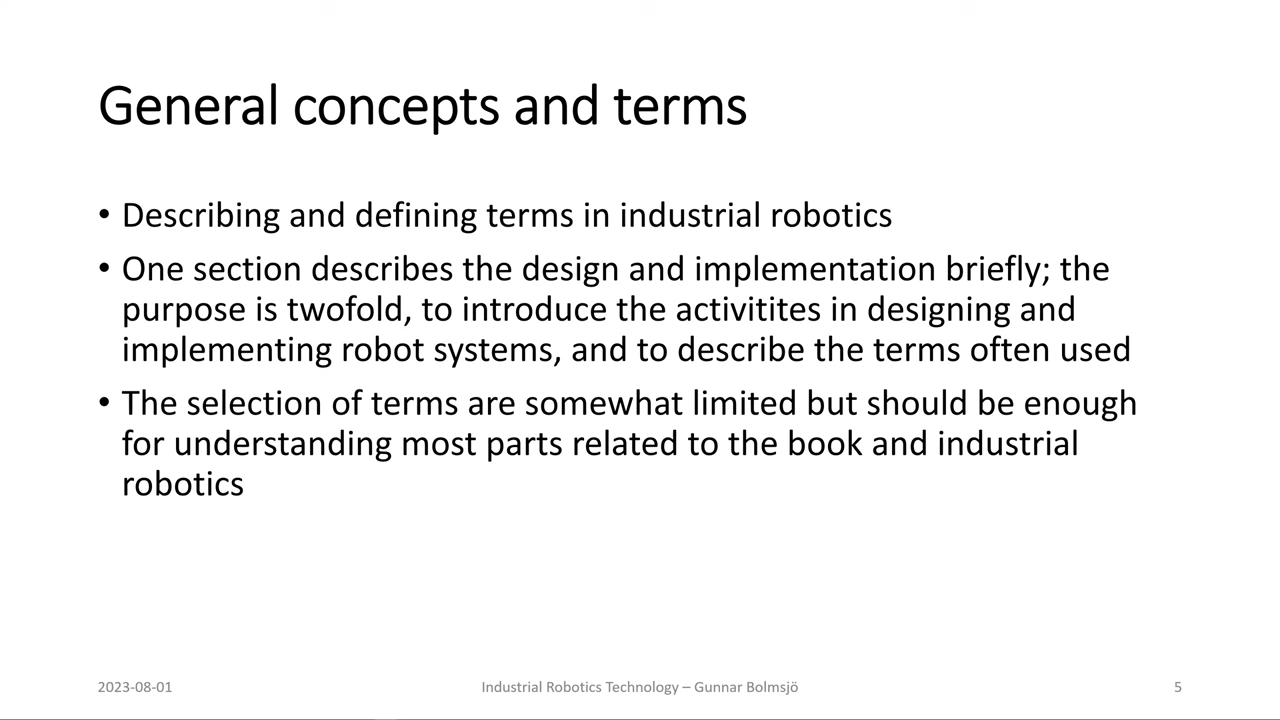 General concepts and terms
• Describing and defining terms in industrial robotics
• One section describes the design and implementation briefly; the
purpose is twofold, to introduce the activitites in designing and
implementing robot systems, and to describe the terms often used
• The selection of terms are somewhat limited but should be enough
for understanding most parts related to the book and industrial
robotics
2023-08-01
Industrial Robotics Technology – Gunnar Bolmsjö
5